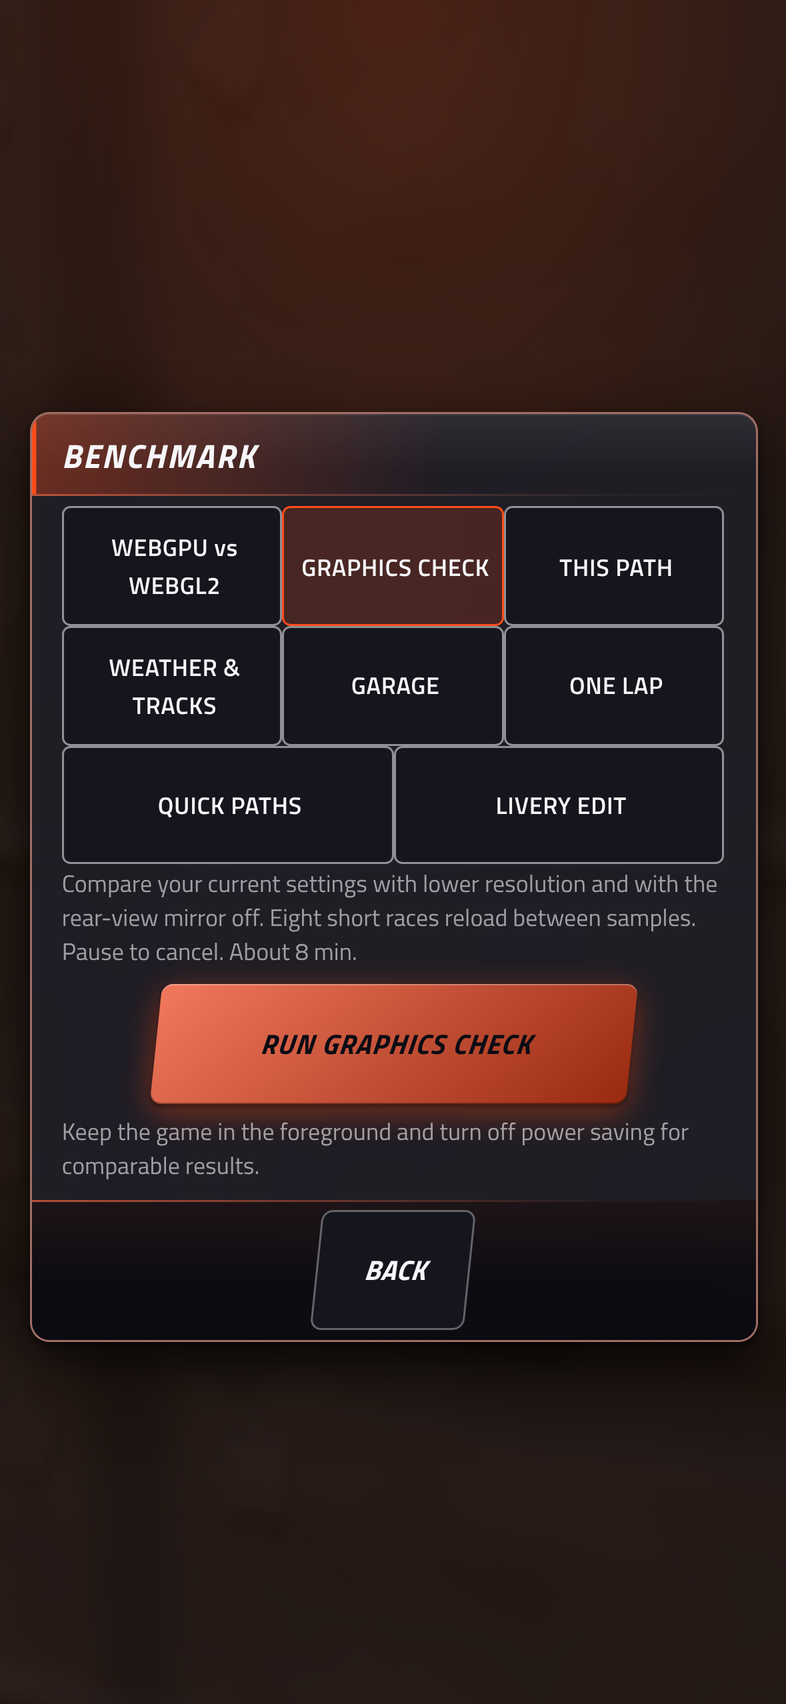 BENCHMARK
WEBGPU vs
WEBGL2
GRAPHICS CHECK
THIS PATH
WEATHER &
TRACKS
GARAGE
ONE LAP
QUICK PATHS
LIVERY EDIT
Compare your current settings with lower resolution and with the
rear-view mirror off. Eight short races reload between samples.
Pause to cancel. About 8 min.
RUN GRAPHICS CHECK
Keep the game in the foreground and turn off power saving for
comparable results.
BACK